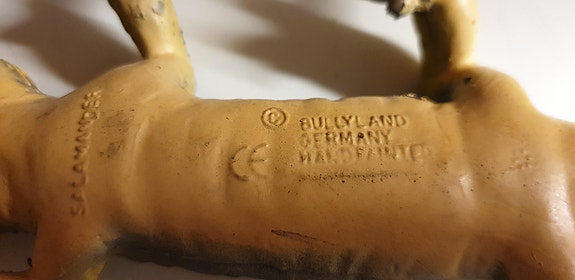 SALAMANDER
© BULLYLAND
GERMANY
CE HANDPAINTED